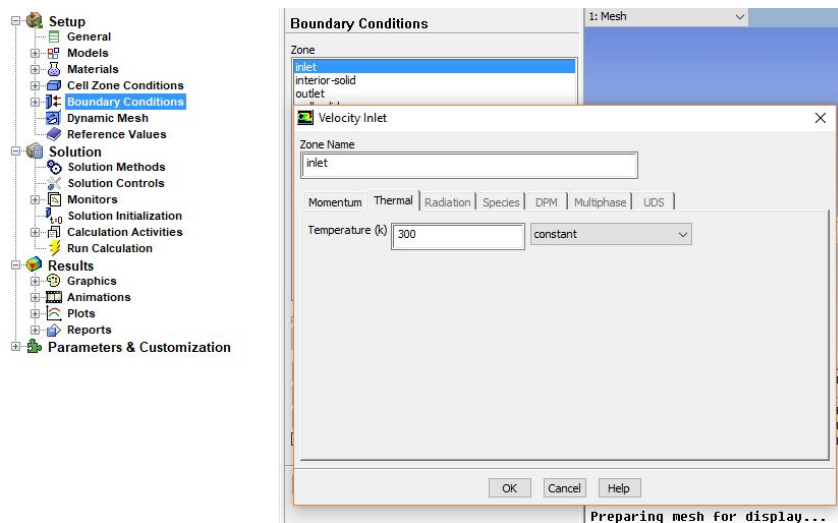 Setup
General
Models
Materials
Cell Zone Conditions
Boundary Conditions
Dynamic Mesh
Reference Values
Solution
Solution Methods
Solution Controls
Monitors
Solution Initialization
Calculation Activities
Run Calculation
Results
Graphics
Animations
Plots
Reports
Parameters & Customization
Boundary Conditions
Zone
inlet
interior-solid
outlet
1: Mesh
Velocity Inlet
Zone Name
inlet
Momentum Thermal Radiation Species DPM Multiphase UDS
Temperature (k) 300 constant
OK Cancel Help
Preparing mesh for display...